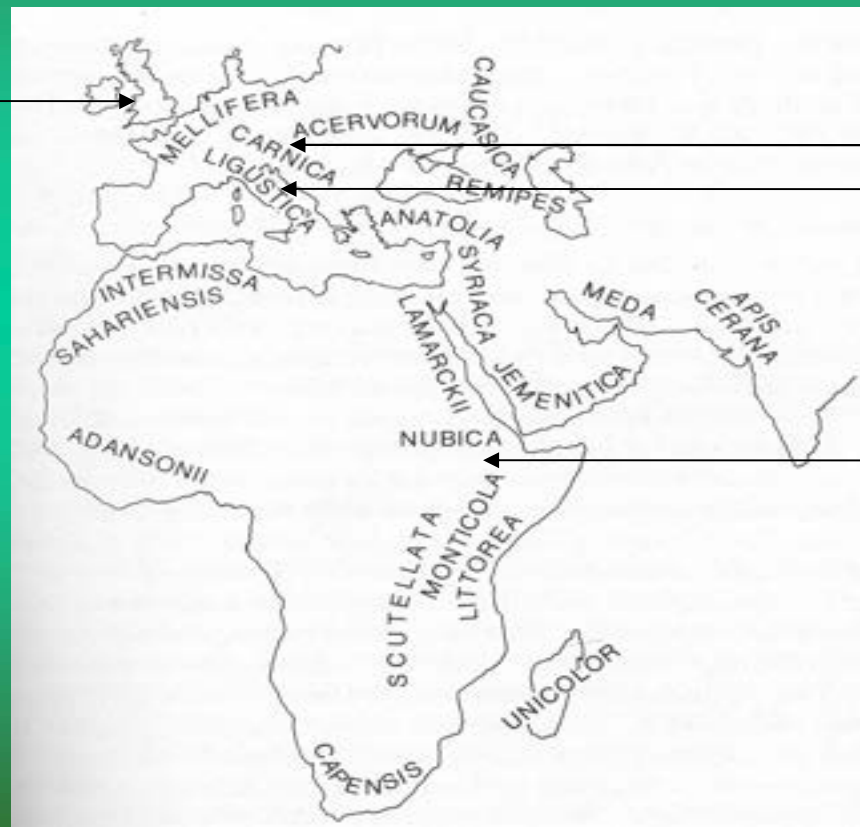 MELLIFERA
CARNICA
LIGUSTICA
ACERVORUM
CAUCASICA
REMIPES
ANATOLIA
INTERMISSA
SAHARIENSIS
SYRIACA
LAMARCKII
JEMENITICA
MEDA
APIS
CERANA
ADANSONII
NUBICA
SCUTELLATA
MONTICOLA
LITTOREA
UNICOLOR
CAPENSIS